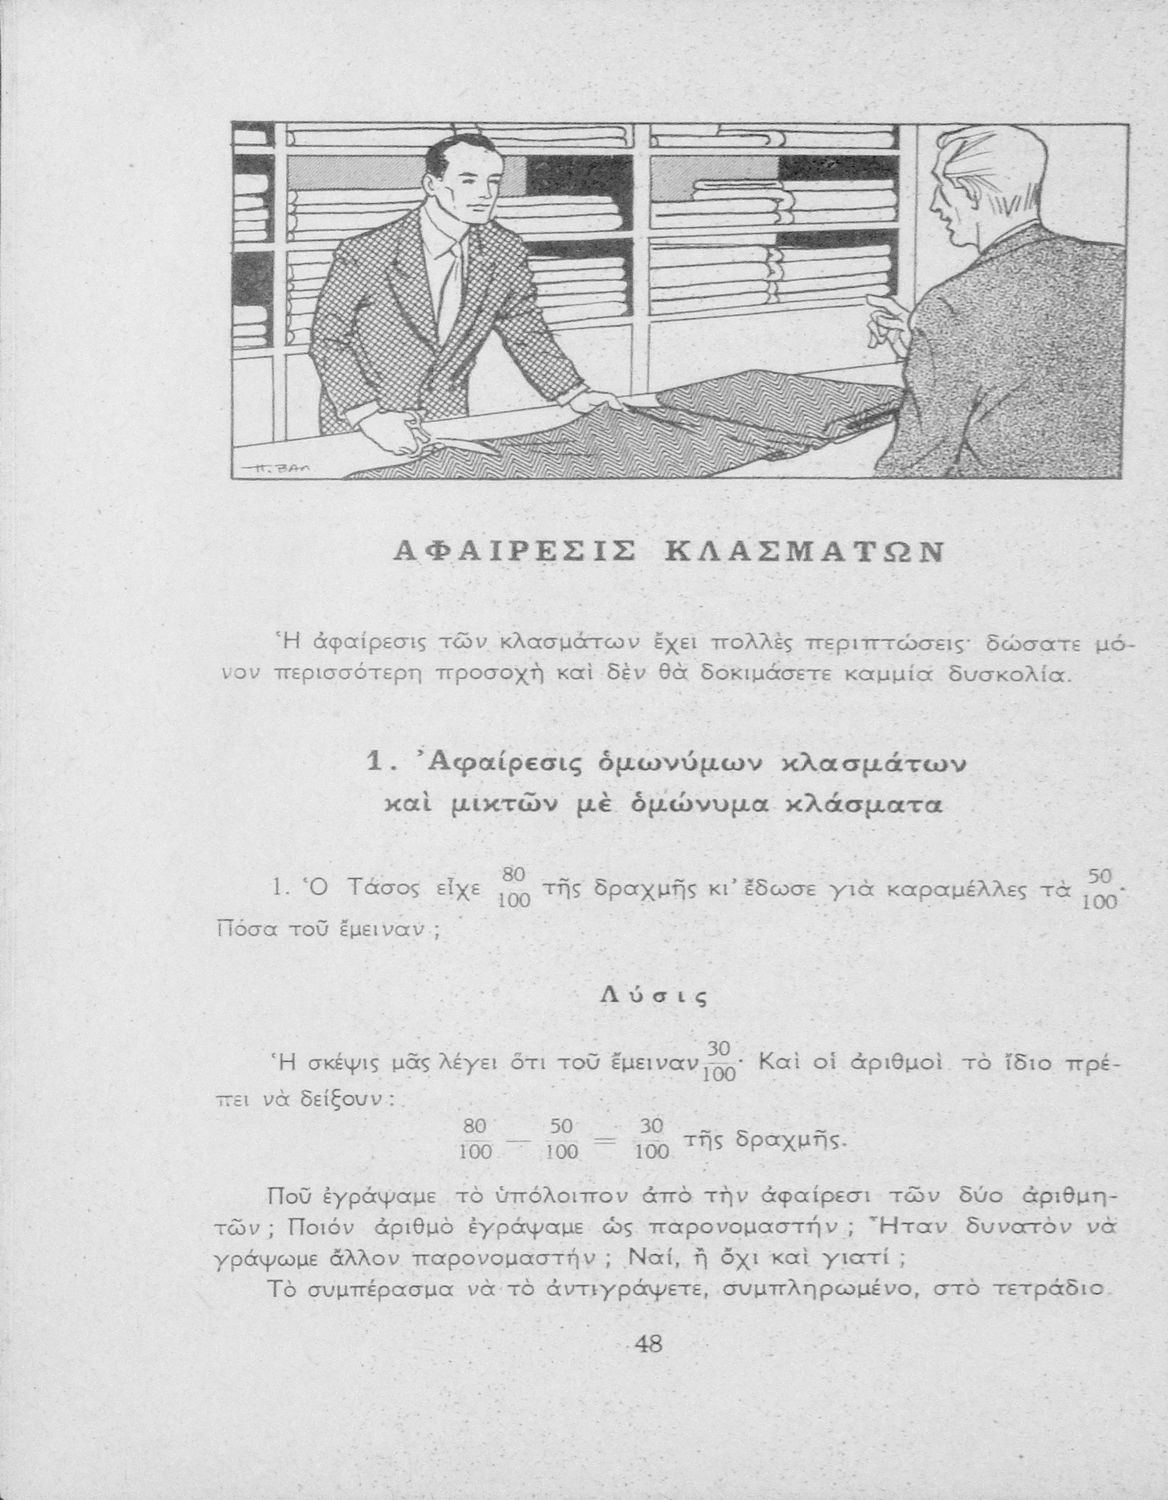 Π. ΒΑΛ
ΑΦΑΙΡΕΣΙΣ ΚΛΑΣΜΑΤΩΝ
Ἡ ἀφαίρεσις τῶν κλασμάτων ἔχει πολλὲς περιπτώσεις· δώσατε μό-
νον περισσότερη προσοχὴ καὶ δὲν θὰ δοκιμάσετε καμμία δυσκολία.
1. Ἀφαίρεσις ὁμωνύμων κλασμάτων
καὶ μικτῶν μὲ ὁμώνυμα κλάσματα
1. Ὁ Τάσος εἶχε 80/100 τῆς δραχμῆς κι᾿ ἔδωσε γιὰ καραμέλλες τὰ 50/100.
Πόσα τοῦ ἔμειναν ;
Λύσις
Ἡ σκέψις μᾶς λέγει ὅτι τοῦ ἔμειναν 30/100. Καὶ οἱ ἀριθμοὶ τὸ ἴδιο πρέ-
πει νὰ δείξουν :
80/100 — 50/100 = 30/100 τῆς δραχμῆς.
Ποῦ ἐγράψαμε τὸ ὑπόλοιπον ἀπὸ τὴν ἀφαίρεσι τῶν δύο ἀριθμη-
τῶν ; Ποιόν ἀριθμὸ ἐγράψαμε ὡς παρονομαστήν ; Ἦταν δυνατὸν νὰ
γράψωμε ἄλλον παρονομαστήν ; Ναί, ἢ ὄχι καὶ γιατί ;
Τὸ συμπέρασμα νὰ τὸ ἀντιγράψετε, συμπληρωμένο, στὸ τετράδιο.
48